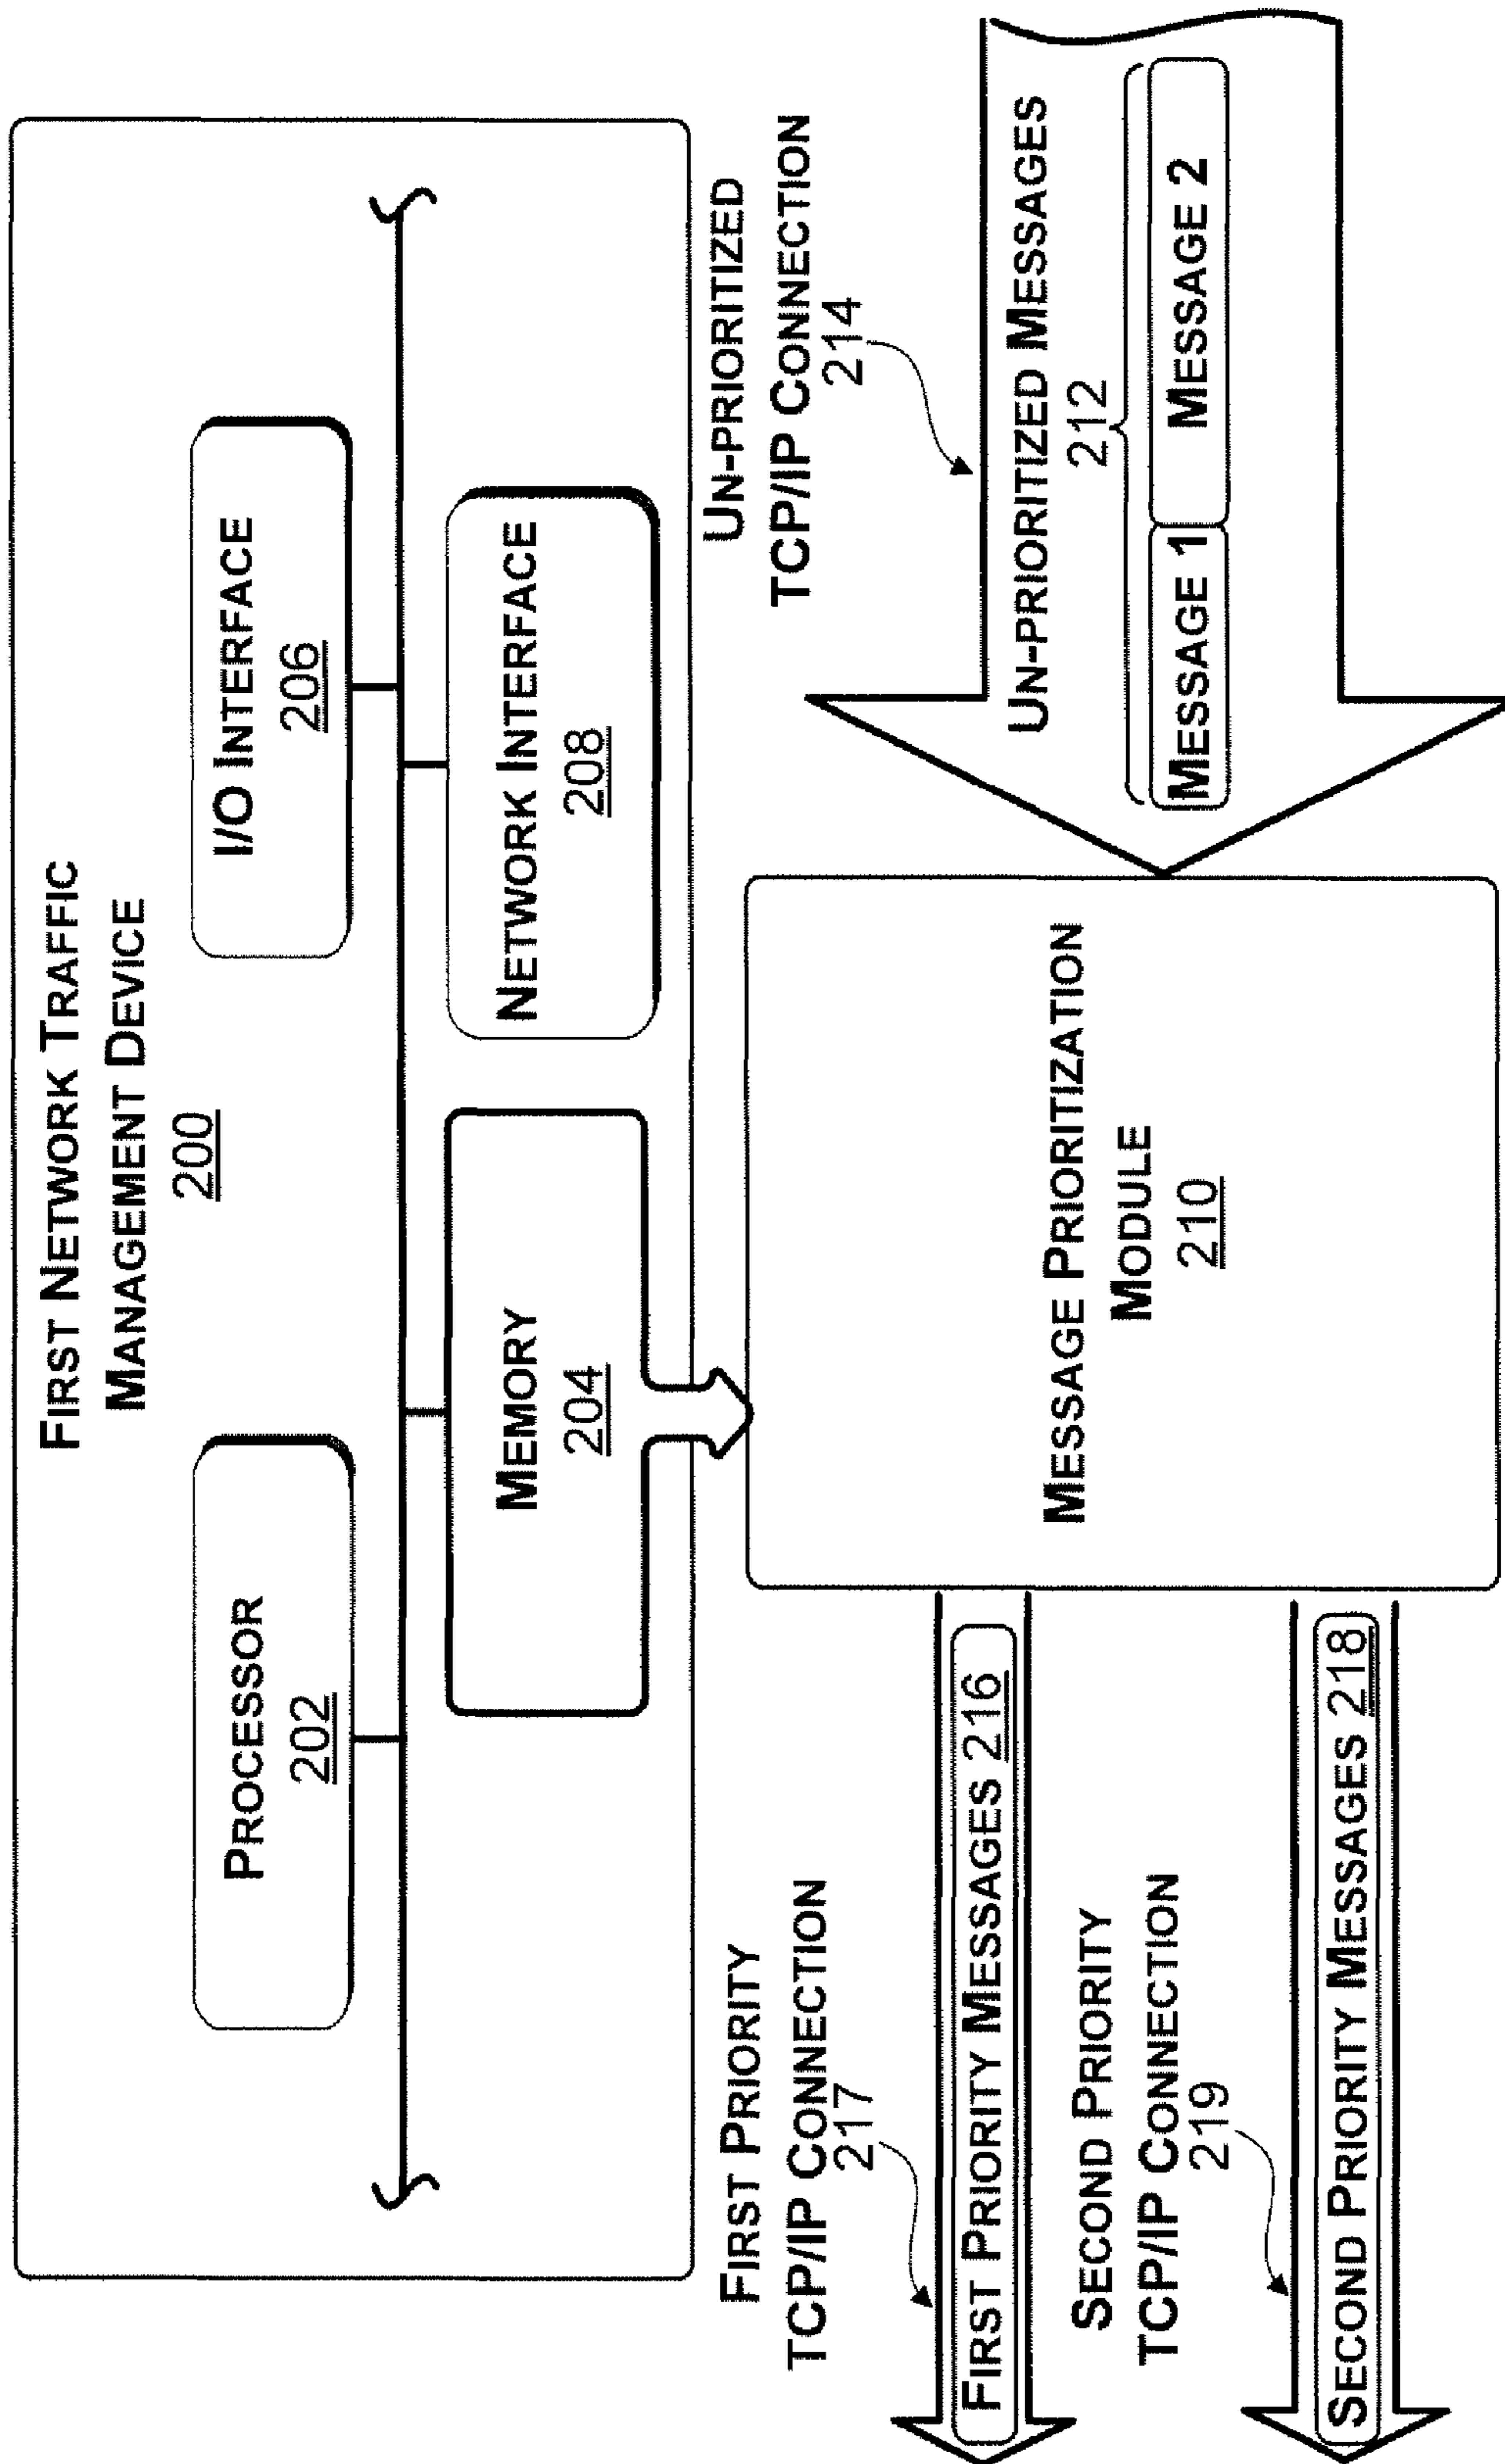 FIRST NETWORK TRAFFIC
MANAGEMENT DEVICE
200
PROCESSOR
202
I/O INTERFACE
206
MEMORY
204
NETWORK INTERFACE
208
FIRST PRIORITY
TCP/IP CONNECTION
217
FIRST PRIORITY MESSAGES 216
SECOND PRIORITY
TCP/IP CONNECTION
219
SECOND PRIORITY MESSAGES 218
MESSAGE PRIORITIZATION
MODULE
210
UN-PRIORITIZED
TCP/IP CONNECTION
214
UN-PRIORITIZED MESSAGES
212
MESSAGE 1
MESSAGE 2